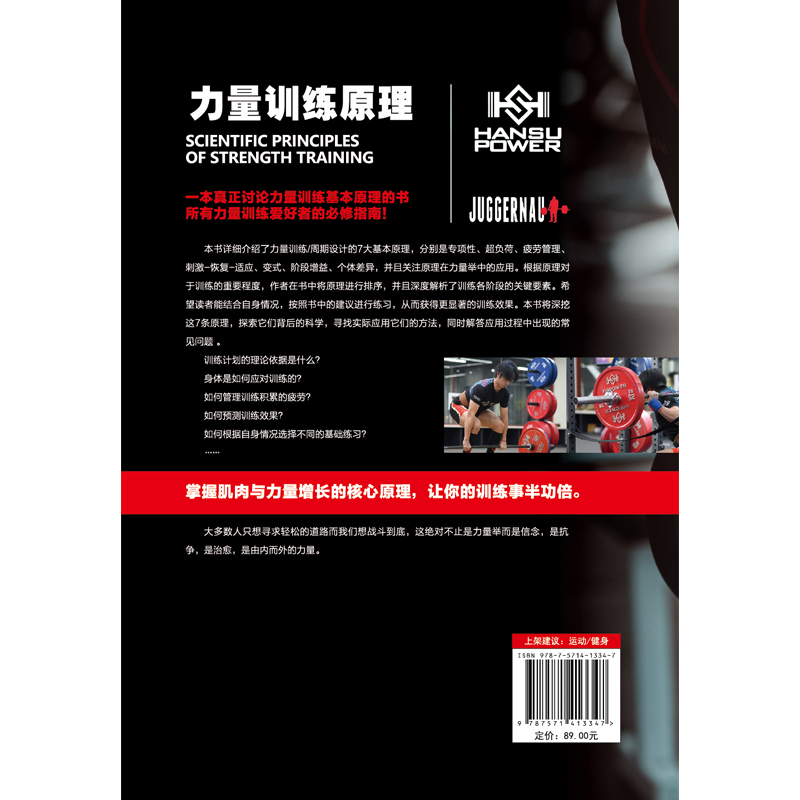 力量训练原理
SCIENTIFIC PRINCIPLES
OF STRENGTH TRAINING
一本真正讨论力量训练基本原理的书
所有力量训练爱好者的必修指南！
HANSU
POWER
JUGGERNAU
本书详细介绍了力量训练/周期设计的7大基本原理，分别是专项性、超负荷、疲劳管理、
刺激-恢复-适应、变式、阶段增益、个体差异，并且关注原理在力量举中的应用。根据原理对
于训练的重要程度，作者在书中将原理进行排序，并且深度解析了训练各阶段的关键要素。希
望读者能结合自身情况，按照书中的建议进行练习，从而获得更显著的训练效果。本书将深挖
这7条原理，探索它们背后的科学，寻找实际应用它们的方法，同时解答应用过程中出现的常
见问题 。
训练计划的理论依据是什么？
身体是如何应对训练的？
如何管理训练积累的疲劳？
如何预测训练效果？
如何根据自身情况选择不同的基础练习？
……
掌握肌肉与力量增长的核心原理，让你的训练事半功倍。
大多数人只想寻求轻松的道路而我们想战斗到底，这绝对不止是力量举而是信念，是抗
争，是治愈，是由内而外的力量。
上架建议：运动/健身
ISBN 978-7-5714-1334-7
9 787571 413347 >
定价：89.00元